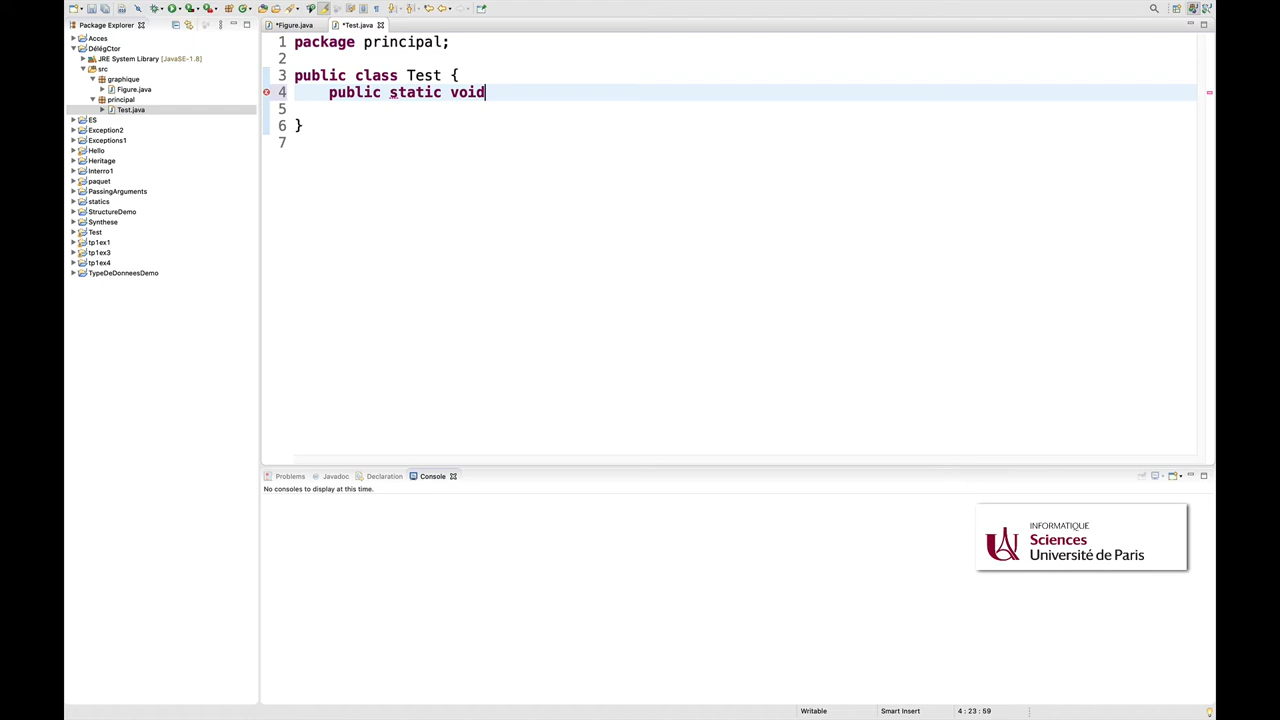 Package Explorer
Acces
DélégCtor
JRE System Library [JavaSE-1.8]
src
graphique
Figure.java
principal
Test.java
ES
Exception2
Exceptions1
Hello
Heritage
Interro1
paquet
PassingArguments
statics
StructureDemo
Synthese
Test
tp1ex1
tp1ex3
tp1ex4
TypeDeDonneesDemo
*Figure.java
*Test.java
1 package principal;
2
3 public class Test {
4 public static void
5
6 }
7
Problems
Javadoc
Declaration
Console
No consoles to display at this time.
INFORMATIQUE
Sciences
Université de Paris
Writable
Smart Insert
4 : 23 : 59